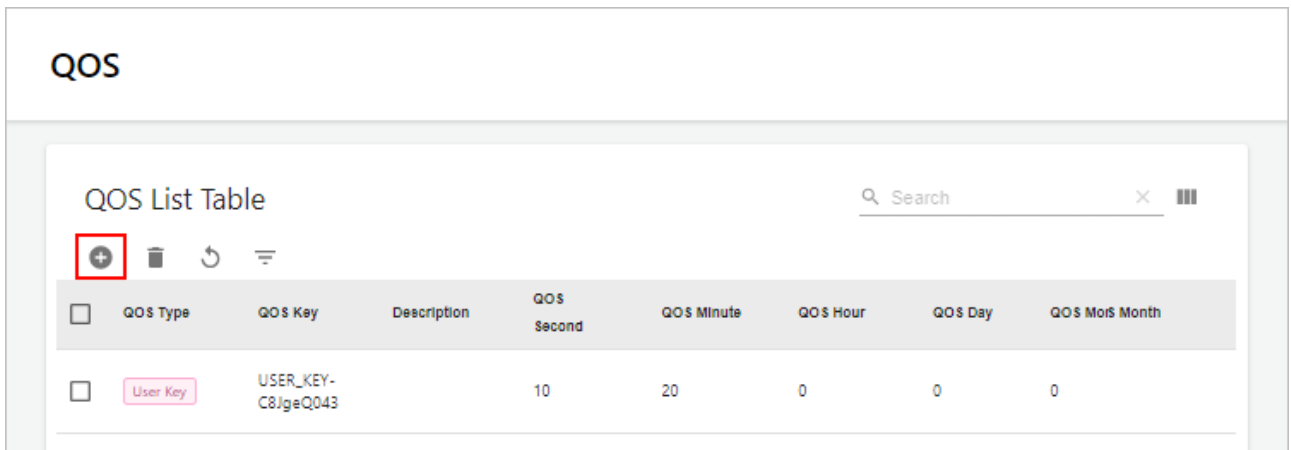 QOS
QOS List Table
Search
QOS Type QOS Key Description QOS Second QOS Minute QOS Hour QOS Day QOS MorS Month
User Key USER_KEY-C8JgeQ043 10 20 0 0 0